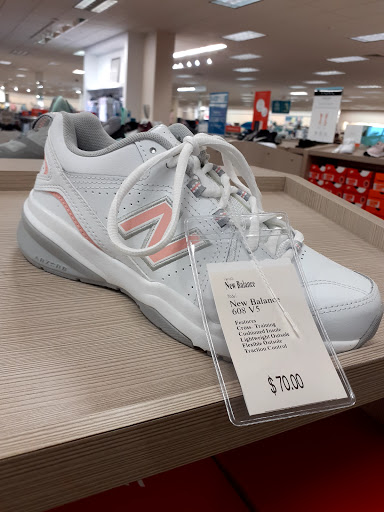 New Balance
New Balance
608 V5
Features
Cross-Training
Cushioned Insole
Lightweight Outsole
Flexible Outsole
Traction Control
$70.00